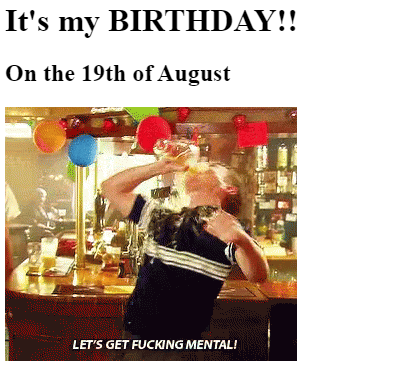 It's my BIRTHDAY!!
On the 19th of August
LET'S GET FUCKING MENTAL!